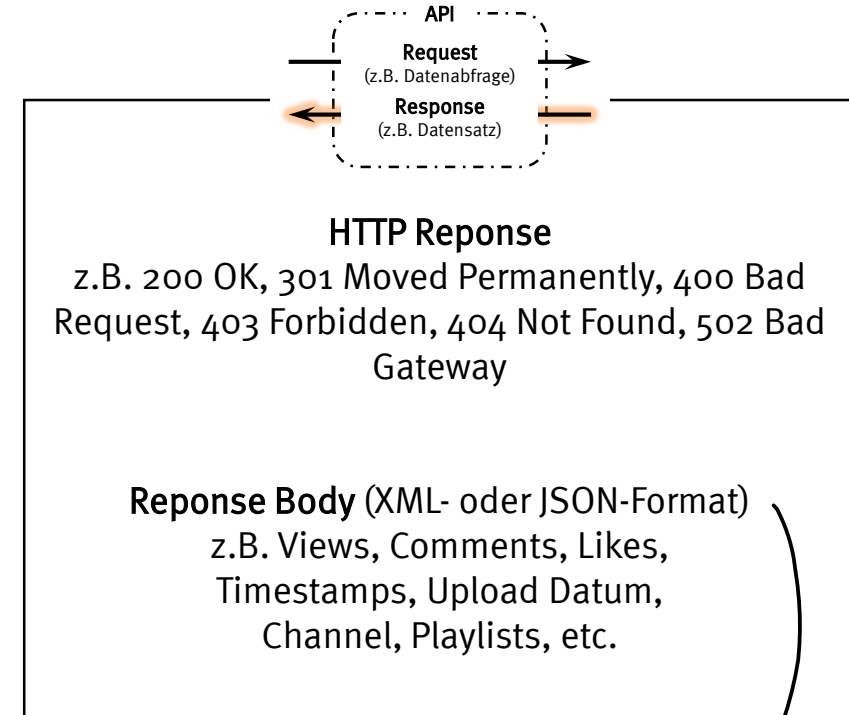 API
Request
(z.B. Datenabfrage)
Response
(z.B. Datensatz)
HTTP Reponse
z.B. 200 OK, 301 Moved Permanently, 400 Bad
Request, 403 Forbidden, 404 Not Found, 502 Bad
Gateway
Reponse Body (XML- oder JSON-Format)
z.B. Views, Comments, Likes,
Timestamps, Upload Datum,
Channel, Playlists, etc.